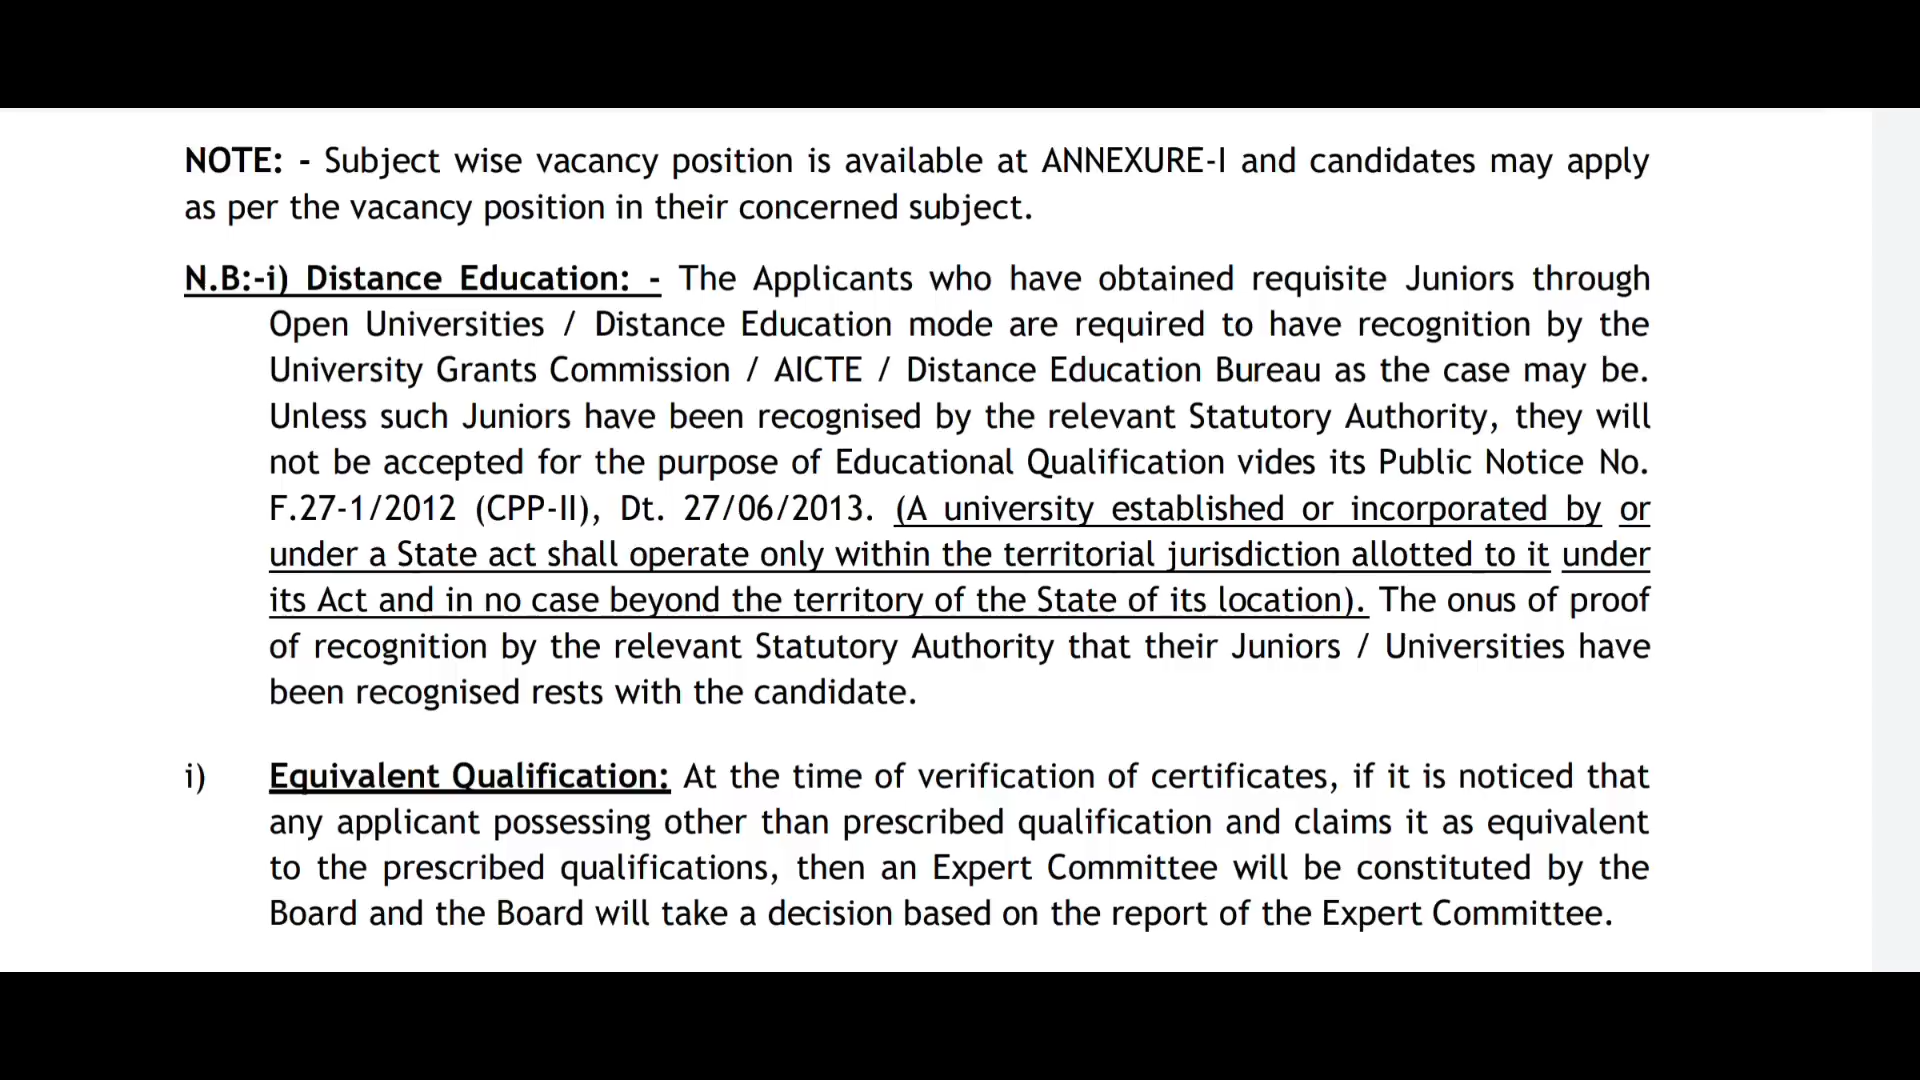 NOTE: - Subject wise vacancy position is available at ANNEXURE-I and candidates may apply
as per the vacancy position in their concerned subject.
N.B:-i) Distance Education: - The Applicants who have obtained requisite Juniors through
Open Universities / Distance Education mode are required to have recognition by the
University Grants Commission / AICTE / Distance Education Bureau as the case may be.
Unless such Juniors have been recognised by the relevant Statutory Authority, they will
not be accepted for the purpose of Educational Qualification vides its Public Notice No.
F.27-1/2012 (CPP-II), Dt. 27/06/2013. (A university established or incorporated by or
under a State act shall operate only within the territorial jurisdiction allotted to it under
its Act and in no case beyond the territory of the State of its location). The onus of proof
of recognition by the relevant Statutory Authority that their Juniors / Universities have
been recognised rests with the candidate.
i) Equivalent Qualification: At the time of verification of certificates, if it is noticed that
any applicant possessing other than prescribed qualification and claims it as equivalent
to the prescribed qualifications, then an Expert Committee will be constituted by the
Board and the Board will take a decision based on the report of the Expert Committee.